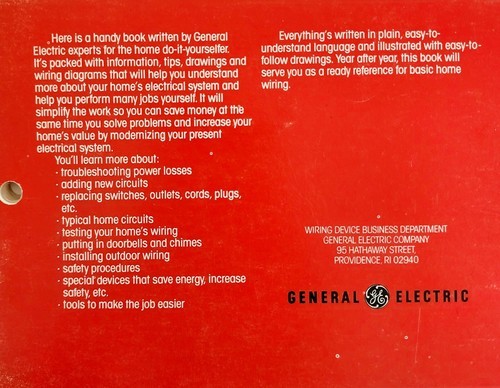 Here is a handy book written by General
Electric experts for the home do-it-yourselfer.
It's packed with information, tips, drawings and
wiring diagrams that will help you understand
more about your home's electrical system and
help you perform many jobs yourself. It will
simplify the work so you can save money at the
same time you solve problems and increase your
home's value by modernizing your present
electrical system.
You'll learn more about:
· troubleshooting power losses
· adding new circuits
· replacing switches, outlets, cords, plugs,
etc.
· typical home circuits
· testing your home's wiring
· putting in doorbells and chimes
· installing outdoor wiring
· safety procedures
· special devices that save energy, increase
safety, etc.
· tools to make the job easier
Everything's written in plain, easy-to-
understand language and illustrated with easy-to-
follow drawings. Year after year, this book will
serve you as a ready reference for basic home
wiring.
WIRING DEVICE BUSINESS DEPARTMENT
GENERAL ELECTRIC COMPANY
95 HATHAWAY STREET,
PROVIDENCE, RI 02940
GENERAL GE ELECTRIC